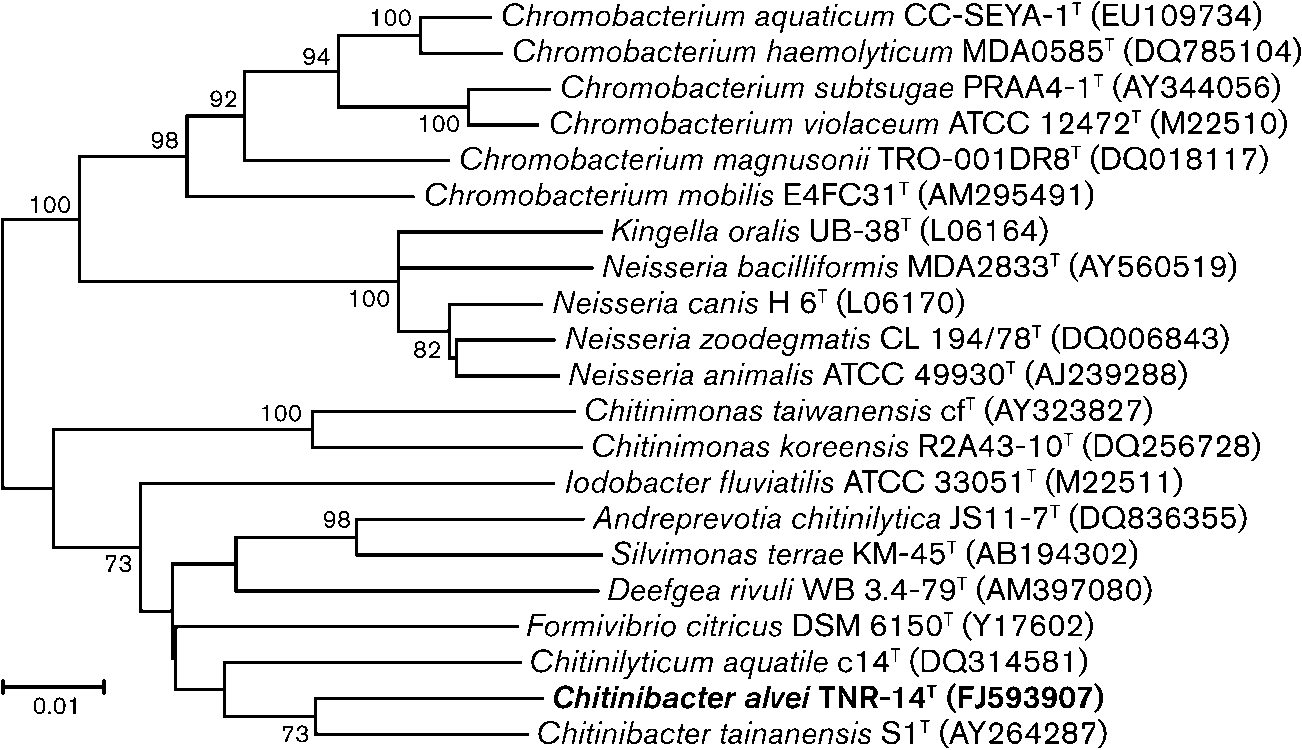 100 Chromobacterium aquaticum CC-SEYA-1ᵀ (EU109734)
94 Chromobacterium haemolyticum MDA0585ᵀ (DQ785104)
92 Chromobacterium subtsugae PRAA4-1ᵀ (AY344056)
100 Chromobacterium violaceum ATCC 12472ᵀ (M22510)
98 Chromobacterium magnusonii TRO-001DR8ᵀ (DQ018117)
100 Chromobacterium mobilis E4FC31ᵀ (AM295491)
Kingella oralis UB-38ᵀ (L06164)
Neisseria bacilliformis MDA2833ᵀ (AY560519)
100 Neisseria canis H 6ᵀ (L06170)
Neisseria zoodegmatis CL 194/78ᵀ (DQ006843)
82 Neisseria animalis ATCC 49930ᵀ (AJ239288)
100 Chitinimonas taiwanensis cfᵀ (AY323827)
Chitinimonas koreensis R2A43-10ᵀ (DQ256728)
Iodobacter fluviatilis ATCC 33051ᵀ (M22511)
98 Andreprevotia chitinilytica JS11-7ᵀ (DQ836355)
73 Silvimonas terrae KM-45ᵀ (AB194302)
Deefgea rivuli WB 3.4-79ᵀ (AM397080)
Formivibrio citricus DSM 6150ᵀ (Y17602)
Chitinilyticum aquatile c14ᵀ (DQ314581)
0.01 Chitinibacter alvei TNR-14ᵀ (FJ593907)
73 Chitinibacter tainanensis S1ᵀ (AY264287)